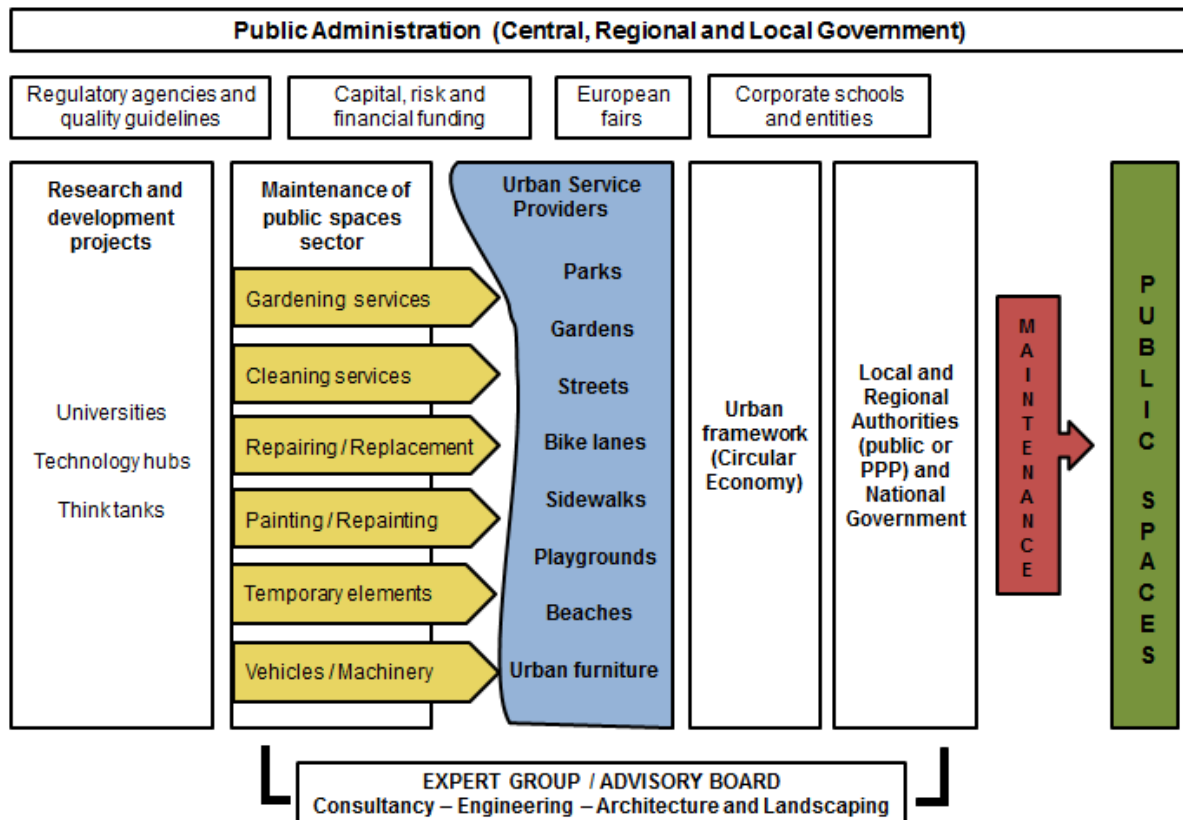 Public Administration (Central, Regional and Local Government)
Regulatory agencies and
quality guidelines
Capital, risk and
financial funding
European
fairs
Corporate schools
and entities
Research and
development
projects
Universities
Technology hubs
Think tanks
Maintenance of
public spaces
sector
Gardening services
Cleaning services
Repairing / Replacement
Painting / Repainting
Temporary elements
Vehicles / Machinery
Urban Service
Providers
Parks
Gardens
Streets
Bike lanes
Sidewalks
Playgrounds
Beaches
Urban furniture
Urban
framework
(Circular
Economy)
Local and
Regional
Authorities
(public or
PPP) and
National
Government
MAINTENANCE
PUBLIC SPACES
EXPERT GROUP / ADVISORY BOARD
Consultancy – Engineering – Architecture and Landscaping